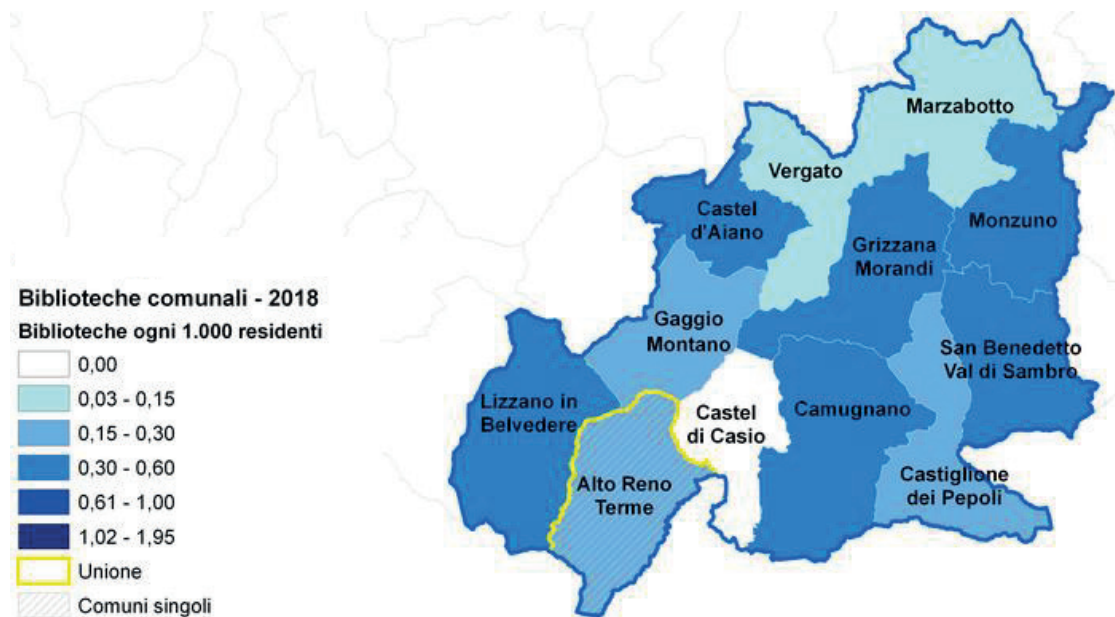 Marzabotto
Vergato
Castel
d'Aiano
Monzuno
Grizzana
Morandi
Biblioteche comunali - 2018
Biblioteche ogni 1.000 residenti
0,00
0,03 - 0,15
0,15 - 0,30
0,30 - 0,60
0,61 - 1,00
1,02 - 1,95
Unione
Comuni singoli
Gaggio
Montano
San Benedetto
Val di Sambro
Lizzano in
Belvedere
Castel
di Casio
Camugnano
Alto Reno
Terme
Castiglione
dei Pepoli